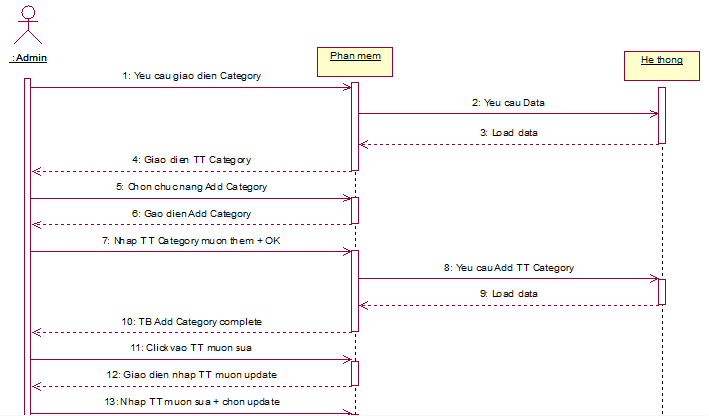 :Admin
Phan mem
He thong
1: Yeu cau giao dien Category
2: Yeu cau Data
3: Load data
4: Giao dien TT Category
5: Chon chuc nang Add Category
6: Gao dien Add Category
7: Nhap TT Category muon them + OK
8: Yeu cau Add TT Category
9: Load data
10: TB Add Category complete
11: Click vao TT muon sua
12: Giao dien nhap TT muon update
13: Nhap TT muon sua + chon update